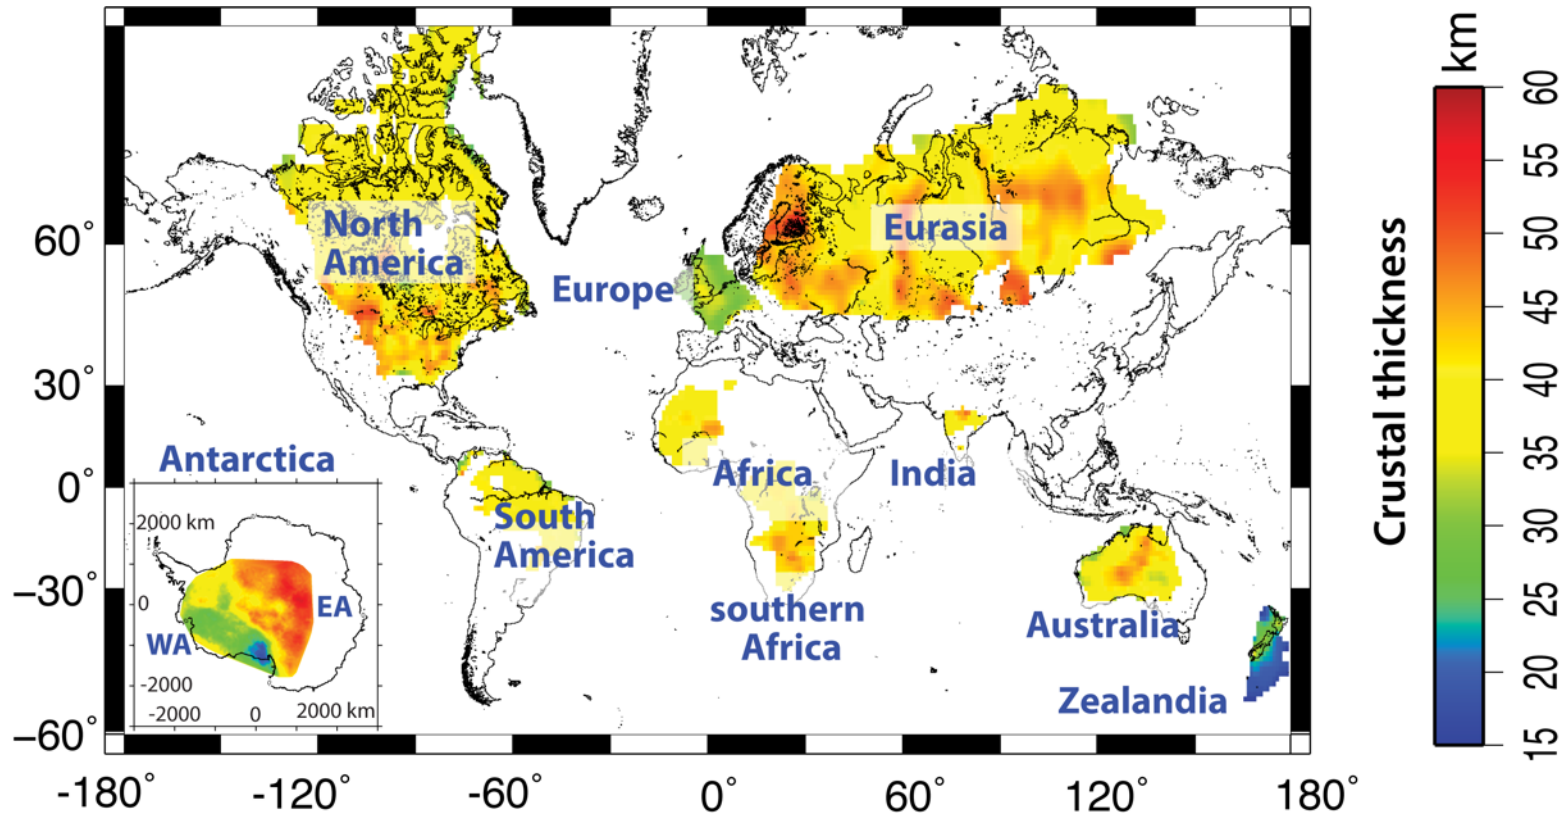 North
America
Eurasia
Europe
60˚
30˚
Antarctica
Africa
India
0˚
South
America
2000 km
0
EA
WA
-2000
-2000
0
2000 km
−30˚
southern
Africa
Australia
Zealandia
−60˚
-180˚
-120˚
-60˚
0˚
60˚
120˚
180˚
Crustal thickness
km
60
55
50
45
40
35
30
25
20
15